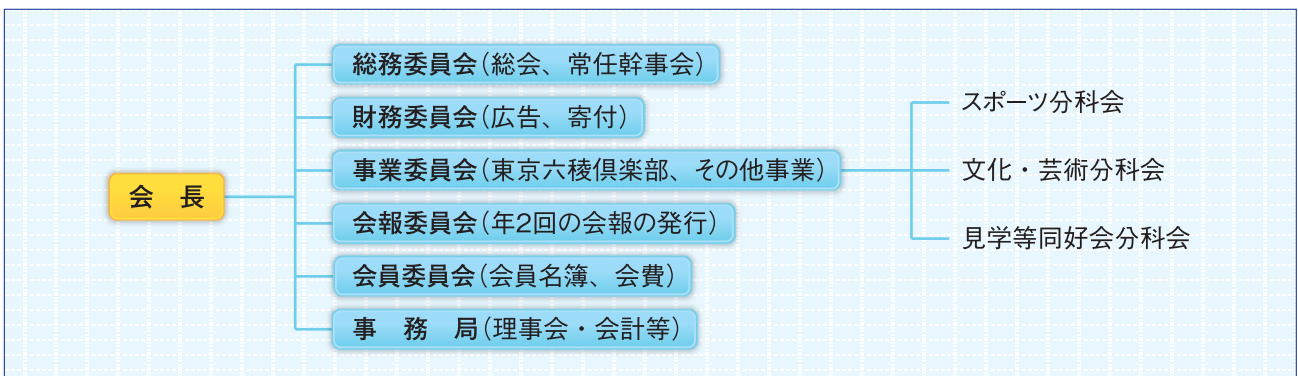 会　長
総務委員会(総会、常任幹事会)
財務委員会(広告、寄付)
事業委員会(東京六稜倶楽部、その他事業)
会報委員会(年2回の会報の発行)
会員委員会(会員名簿、会費)
事　務　局(理事会・会計等)
スポーツ分科会
文化・芸術分科会
見学等同好会分科会